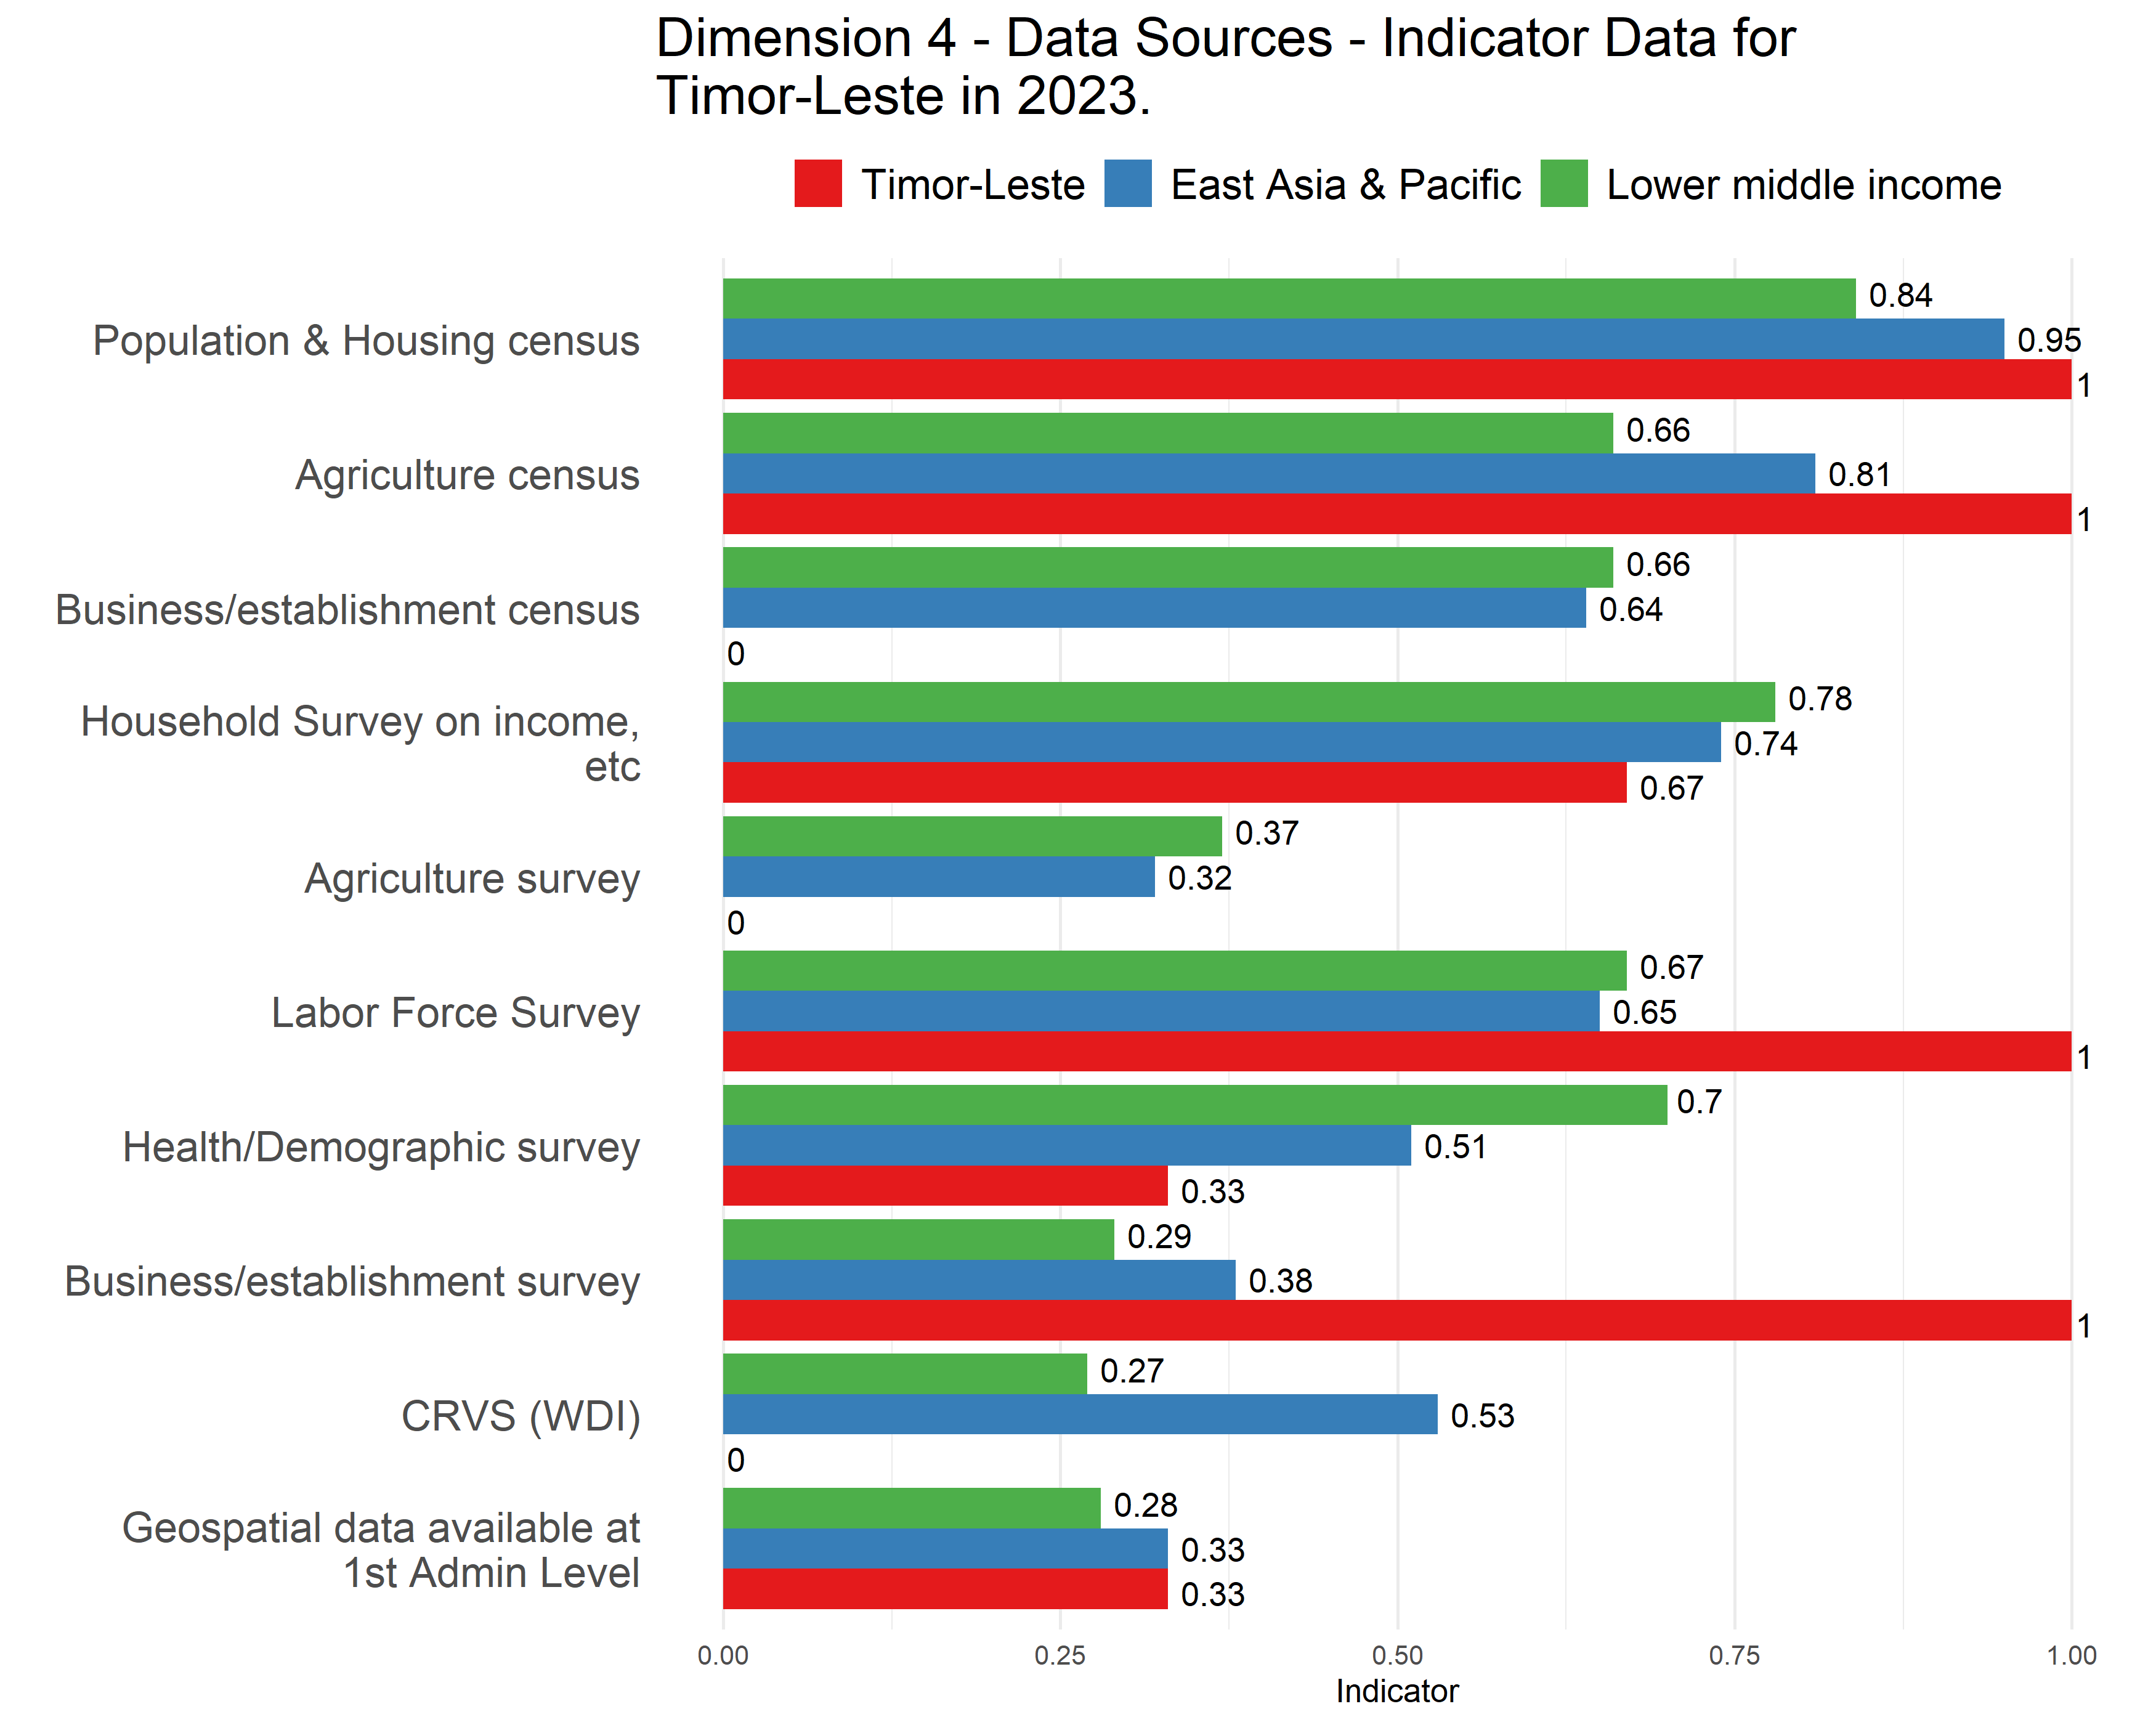 Dimension 4 - Data Sources - Indicator Data for
Timor-Leste in 2023.
Timor-Leste East Asia & Pacific Lower middle income
Population & Housing census
0.84
0.95
1
Agriculture census
0.66
0.81
1
Business/establishment census
0.66
0.64
0
Household Survey on income,
etc
0.78
0.74
0.67
Agriculture survey
0.37
0.32
0
Labor Force Survey
0.67
0.65
1
Health/Demographic survey
0.7
0.51
0.33
Business/establishment survey
0.29
0.38
1
CRVS (WDI)
0.27
0.53
0
Geospatial data available at
1st Admin Level
0.28
0.33
0.33
0.00 0.25 0.50 0.75 1.00
Indicator